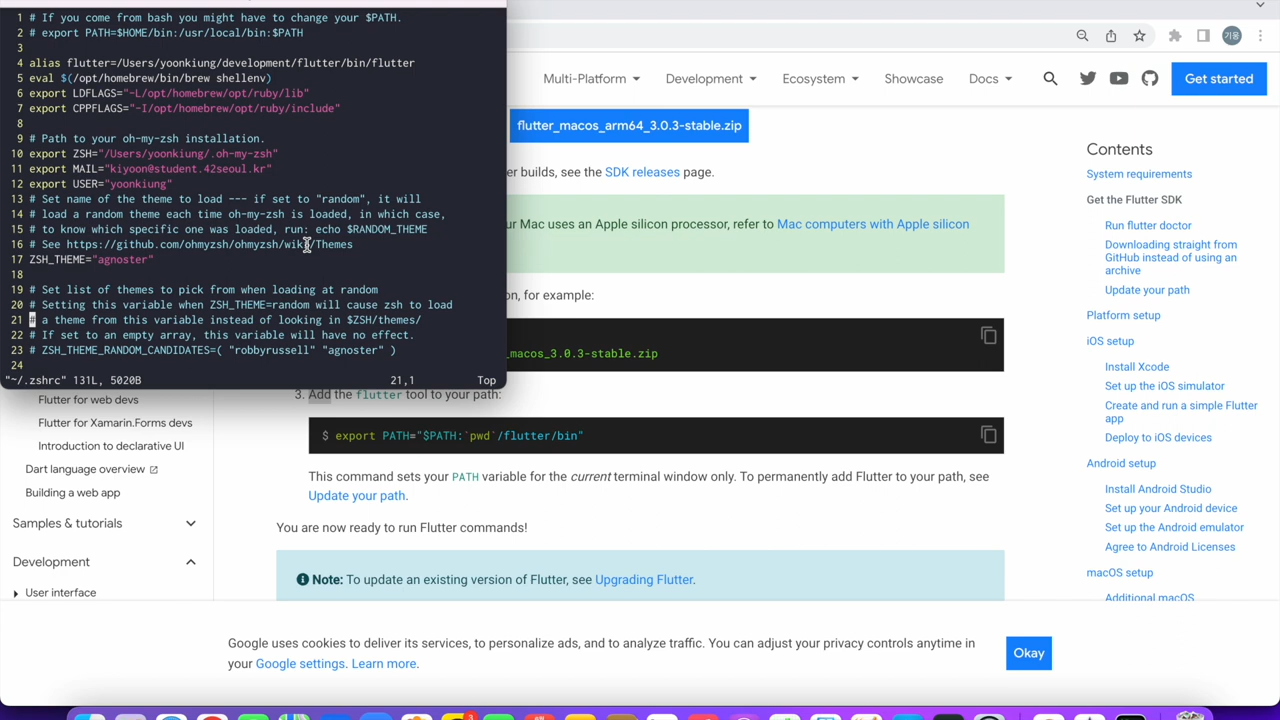 1 # If you come from bash you might have to change your $PATH.
2 # export PATH=$HOME/bin:/usr/local/bin:$PATH
3
4 alias flutter=/Users/yoonkiung/development/flutter/bin/flutter
5 eval $(/opt/homebrew/bin/brew shellenv)
6 export LDFLAGS="-L/opt/homebrew/opt/ruby/lib"
7 export CPPFLAGS="-I/opt/homebrew/opt/ruby/include"
8
9 # Path to your oh-my-zsh installation.
10 export ZSH="/Users/yoonkiung/.oh-my-zsh"
11 export MAIL="kiyoon@student.42seoul.kr"
12 export USER="yoonkiung"
13 # Set name of the theme to load --- if set to "random", it will
14 # load a random theme each time oh-my-zsh is loaded, in which case,
15 # to know which specific one was loaded, run: echo $RANDOM_THEME
16 # See https://github.com/ohmyzsh/ohmyzsh/wiki/Themes
17 ZSH_THEME="agnoster"
18
19 # Set list of themes to pick from when loading at random
20 # Setting this variable when ZSH_THEME=random will cause zsh to load
21 # a theme from this variable instead of looking in $ZSH/themes/
22 # If set to an empty array, this variable will have no effect.
23 # ZSH_THEME_RANDOM_CANDIDATES=( "robbyrussell" "agnoster" )
24
"~/.zshrc" 131L, 5020B 21,1 Top
기웅
Multi-Platform Development Ecosystem Showcase Docs Get started
flutter_macos_arm64_3.0.3-stable.zip
er builds, see the SDK releases page.
ur Mac uses an Apple silicon processor, refer to Mac computers with Apple silicon
on, for example:
_macos_3.0.3-stable.zip
3. Add the flutter tool to your path:
$ export PATH="$PATH:`pwd`/flutter/bin"
This command sets your PATH variable for the current terminal window only. To permanently add Flutter to your path, see
Update your path.
You are now ready to run Flutter commands!
Note: To update an existing version of Flutter, see Upgrading Flutter.
Flutter for web devs
Flutter for Xamarin.Forms devs
Introduction to declarative UI
Dart language overview
Building a web app
Samples & tutorials
Development
User interface
Contents
System requirements
Get the Flutter SDK
Run flutter doctor
Downloading straight from
GitHub instead of using an
archive
Update your path
Platform setup
iOS setup
Install Xcode
Set up the iOS simulator
Create and run a simple Flutter
app
Deploy to iOS devices
Android setup
Install Android Studio
Set up your Android device
Set up the Android emulator
Agree to Android Licenses
macOS setup
Additional macOS
Google uses cookies to deliver its services, to personalize ads, and to analyze traffic. You can adjust your privacy controls anytime in
your Google settings. Learn more.
Okay
3